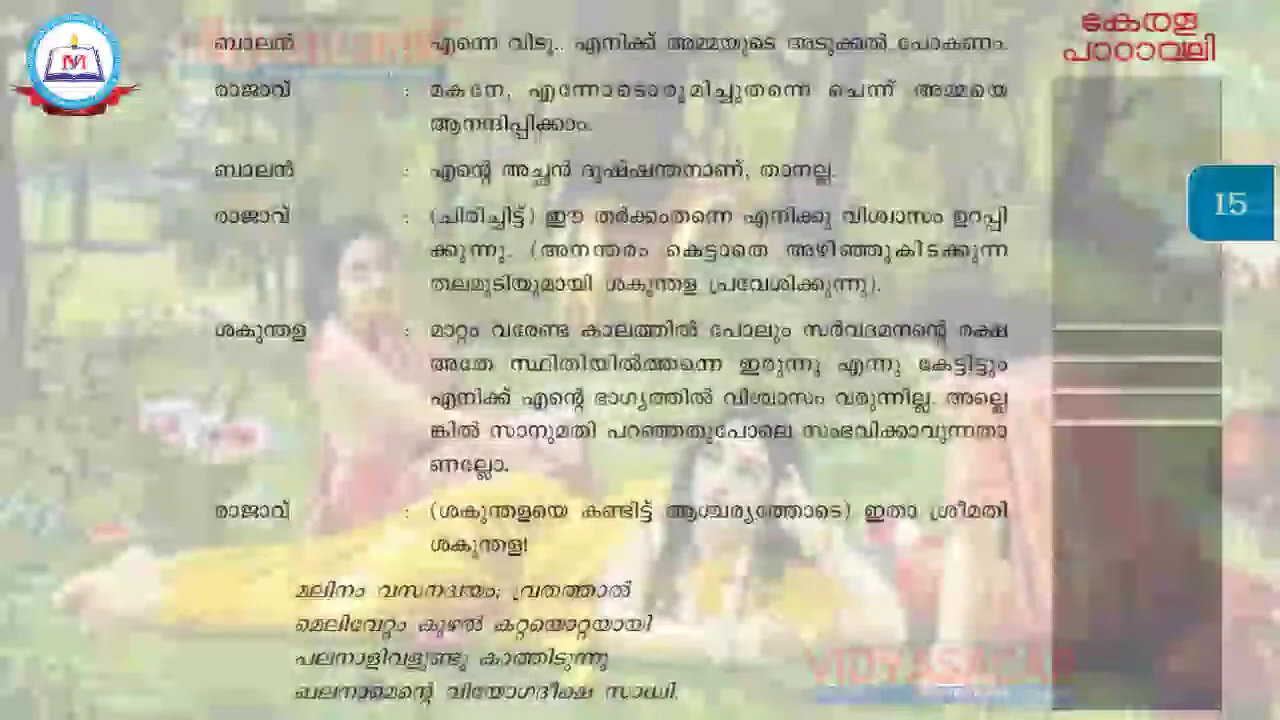 കേരള
പാഠാവലി
ബാലൻ : എന്നെ വിടൂ.. എനിക്ക് അമ്മയുടെ അടുക്കൽ പോകണം.
രാജാവ് : മകനേ, എന്നോടൊരുമിച്ചുതന്നെ ചെന്ന് അമ്മയെ
ആനന്ദിപ്പിക്കാം.
ബാലൻ : എന്റെ അച്ഛൻ ദുഷ്ഷന്തനാണ്, താനല്ല.
15
രാജാവ് : (ചിരിച്ചിട്ട്) ഈ തർക്കംതന്നെ എനിക്കു വിശ്വാസം ഉറപ്പി
ക്കുന്നു. (അനന്തരം കെട്ടാതെ അഴിഞ്ഞുകിടക്കുന്ന
തലമുടിയുമായി ശകുന്തള പ്രവേശിക്കുന്നു).
ശകുന്തള : മാറ്റം വരേണ്ട കാലത്തിൽ പോലും സർവദമനന്റെ രക്ഷ
അതേ സ്ഥിതിയിൽത്തന്നെ ഇരുന്നു എന്നു കേട്ടിട്ടും
എനിക്ക് എന്റെ ഭാഗ്യത്തിൽ വിശ്വാസം വരുന്നില്ല. അല്ലെ
ങ്കിൽ സാനുമതി പറഞ്ഞതുപോലെ സംഭവിക്കാവുന്നതാ
ണല്ലോ.
രാജാവ് : (ശകുന്തളയെ കണ്ടിട്ട് ആശ്ചര്യത്തോടെ) ഇതാ ശ്രീമതി
ശകുന്തള!
മലിനം വസനദ്വയം; വ്രതത്താൽ
മെലിവേറ്റം കുഴൽ കറ്റയൊറ്റയായി
പലനാളിവളുണ്ടു കാത്തിടുന്നു
ഖലനാമെന്റെ വിയോഗദീക്ഷ സാധ്വി.
VIDYASAGAR